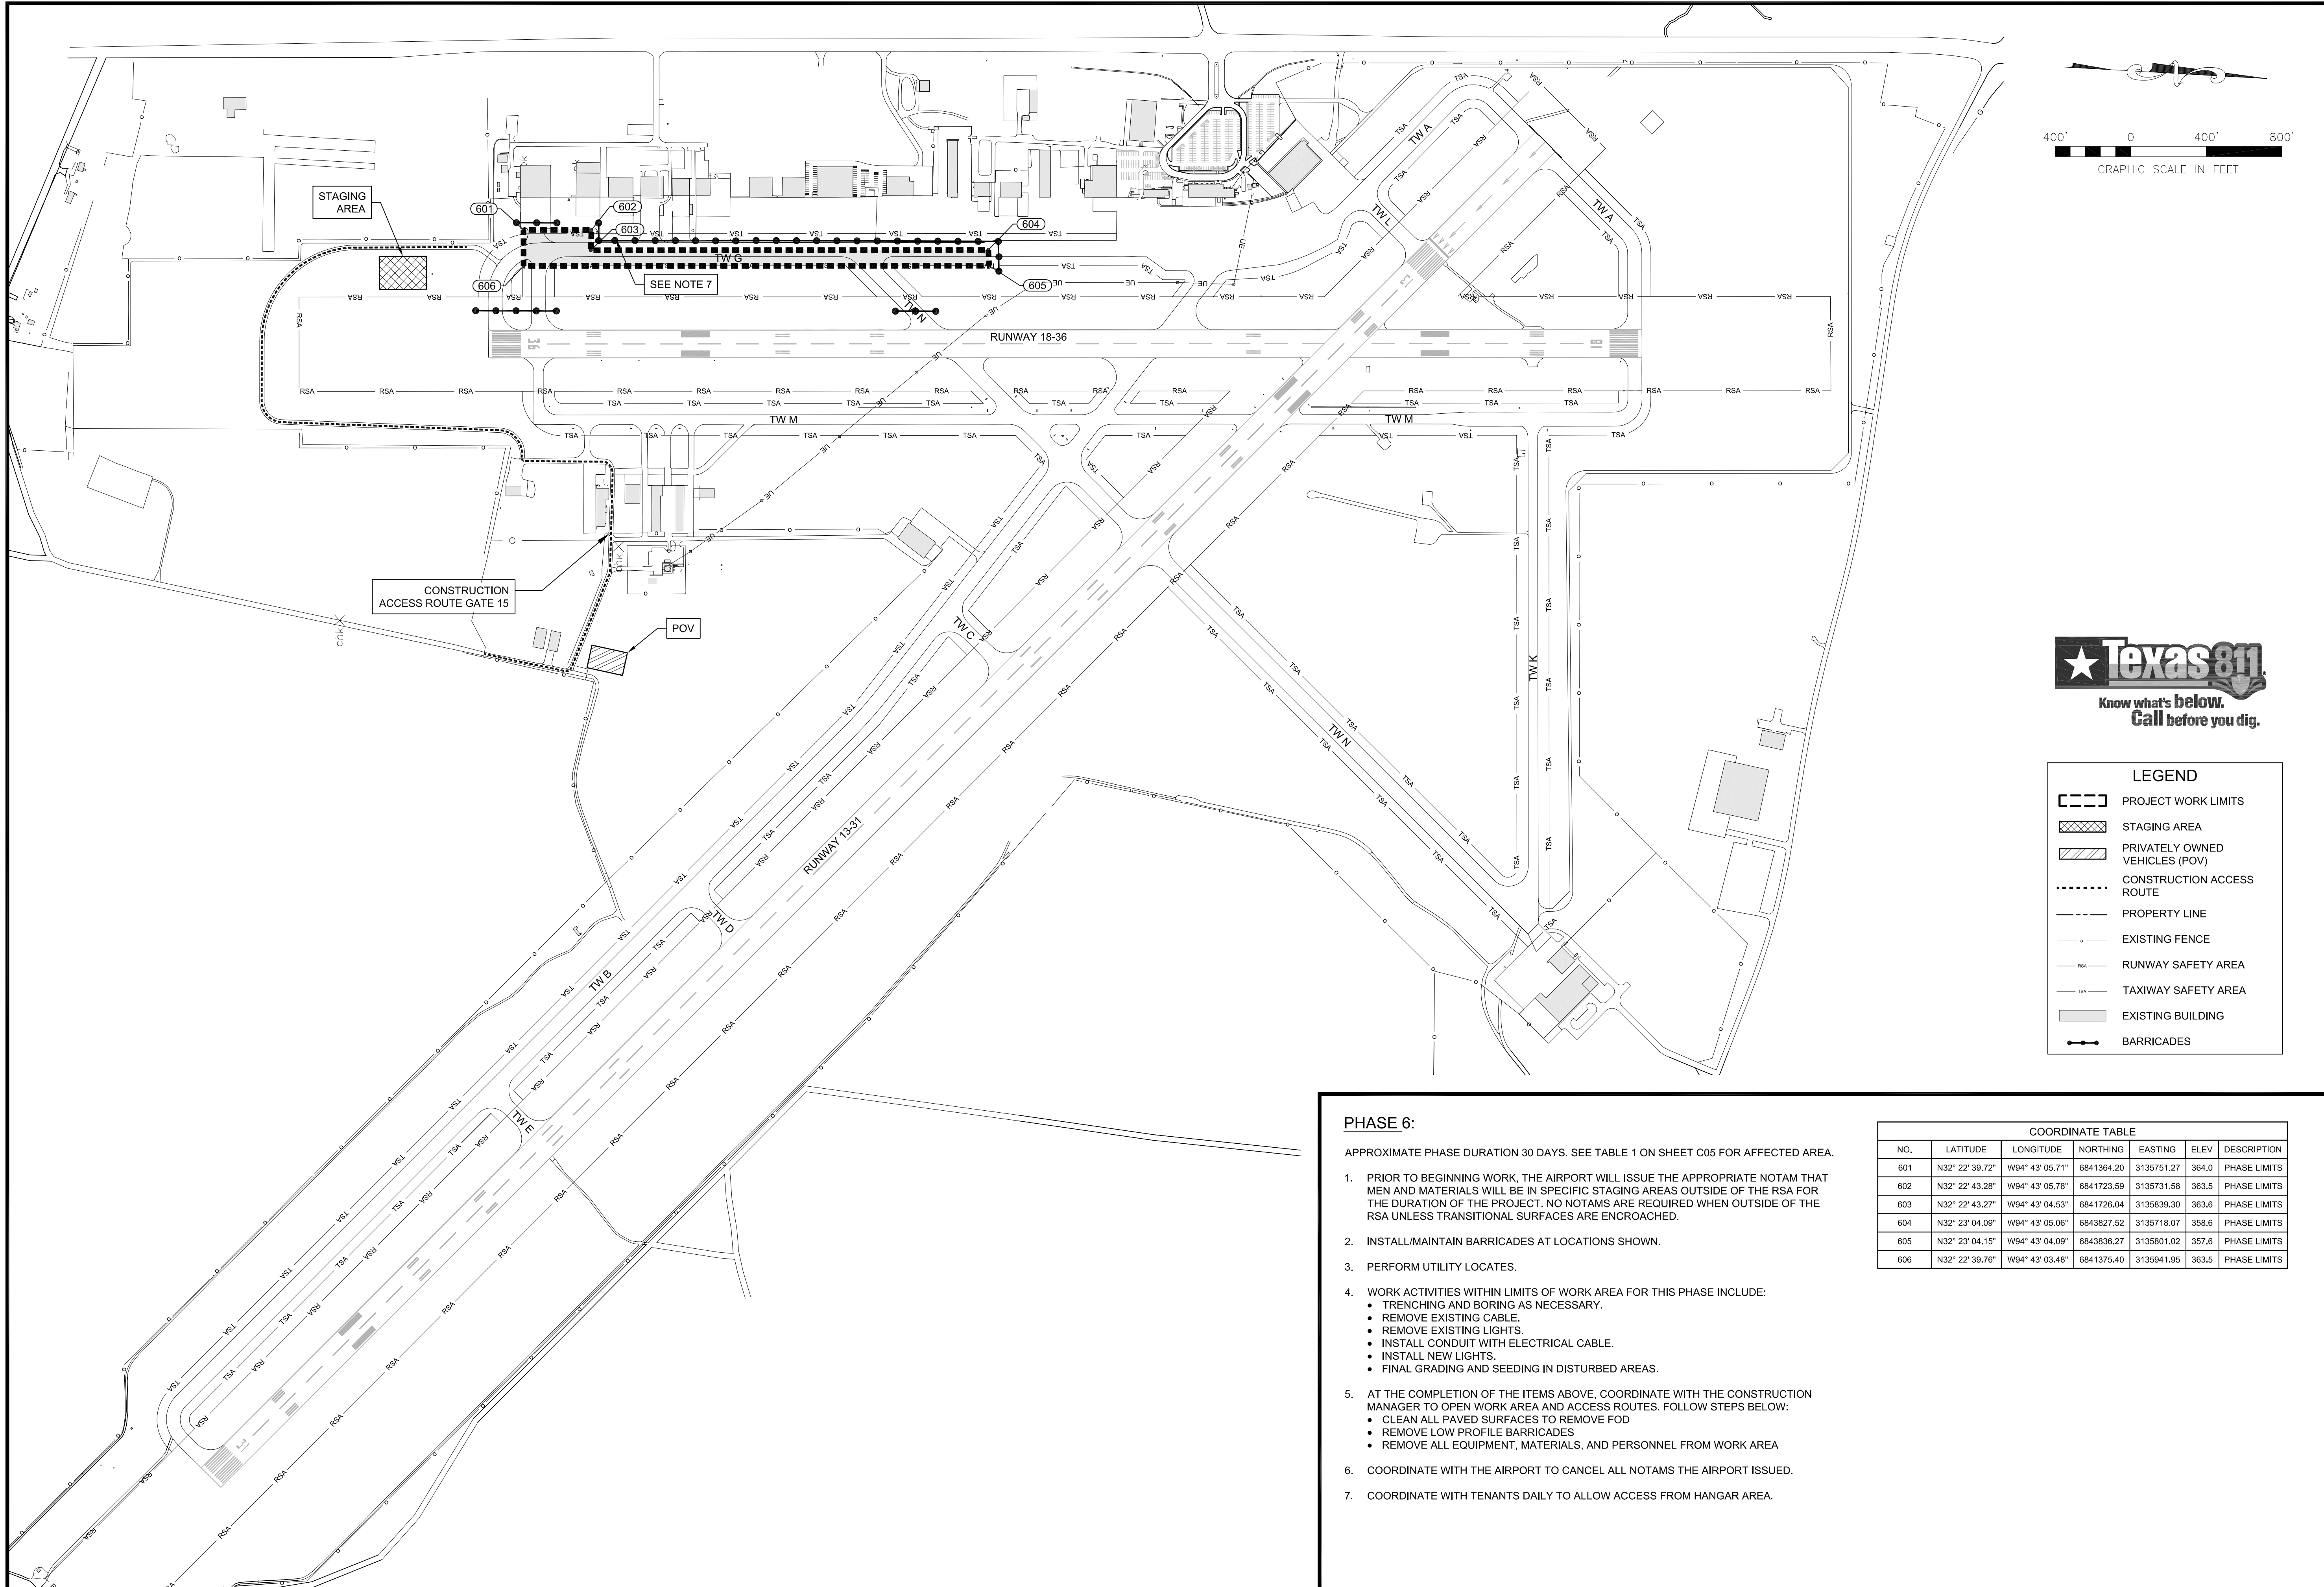 STAGING
AREA
601
602
603
604
605
606
SEE NOTE 7
TW G
TW N
TW A
TW A
TW L
RUNWAY 18-36
TW M
TW M
CONSTRUCTION
ACCESS ROUTE GATE 15
POV
chk
chk
TW C
TW K
TW N
RUNWAY 13-31
TW D
TW B
TW E
RSA
TSA
UE
400' 0 400' 800'
GRAPHIC SCALE IN FEET
Texas 811
Know what's below.
Call before you dig.
LEGEND
PROJECT WORK LIMITS
STAGING AREA
PRIVATELY OWNED
VEHICLES (POV)
CONSTRUCTION ACCESS
ROUTE
PROPERTY LINE
EXISTING FENCE
RSA RUNWAY SAFETY AREA
TSA TAXIWAY SAFETY AREA
EXISTING BUILDING
BARRICADES
PHASE 6:
APPROXIMATE PHASE DURATION 30 DAYS. SEE TABLE 1 ON SHEET C05 FOR AFFECTED AREA.
1. PRIOR TO BEGINNING WORK, THE AIRPORT WILL ISSUE THE APPROPRIATE NOTAM THAT
MEN AND MATERIALS WILL BE IN SPECIFIC STAGING AREAS OUTSIDE OF THE RSA FOR
THE DURATION OF THE PROJECT. NO NOTAMS ARE REQUIRED WHEN OUTSIDE OF THE
RSA UNLESS TRANSITIONAL SURFACES ARE ENCROACHED.
2. INSTALL/MAINTAIN BARRICADES AT LOCATIONS SHOWN.
3. PERFORM UTILITY LOCATES.
4. WORK ACTIVITIES WITHIN LIMITS OF WORK AREA FOR THIS PHASE INCLUDE:
• TRENCHING AND BORING AS NECESSARY.
• REMOVE EXISTING CABLE.
• REMOVE EXISTING LIGHTS.
• INSTALL CONDUIT WITH ELECTRICAL CABLE.
• INSTALL NEW LIGHTS.
• FINAL GRADING AND SEEDING IN DISTURBED AREAS.
5. AT THE COMPLETION OF THE ITEMS ABOVE, COORDINATE WITH THE CONSTRUCTION
MANAGER TO OPEN WORK AREA AND ACCESS ROUTES. FOLLOW STEPS BELOW:
• CLEAN ALL PAVED SURFACES TO REMOVE FOD
• REMOVE LOW PROFILE BARRICADES
• REMOVE ALL EQUIPMENT, MATERIALS, AND PERSONNEL FROM WORK AREA
6. COORDINATE WITH THE AIRPORT TO CANCEL ALL NOTAMS THE AIRPORT ISSUED.
7. COORDINATE WITH TENANTS DAILY TO ALLOW ACCESS FROM HANGAR AREA.
COORDINATE TABLE
NO. LATITUDE LONGITUDE NORTHING EASTING ELEV DESCRIPTION
601 N32° 22' 39.72" W94° 43' 05.71" 6841364.20 3135751.27 364.0 PHASE LIMITS
602 N32° 22' 43.28" W94° 43' 05.78" 6841723.59 3135731.58 363.5 PHASE LIMITS
603 N32° 22' 43.27" W94° 43' 04.53" 6841726.04 3135839.30 363.6 PHASE LIMITS
604 N32° 23' 04.09" W94° 43' 05.06" 6843827.52 3135718.07 358.6 PHASE LIMITS
605 N32° 23' 04.15" W94° 43' 04.09" 6843836.27 3135801.02 357.6 PHASE LIMITS
606 N32° 22' 39.76" W94° 43' 03.48" 6841375.40 3135941.95 363.5 PHASE LIMITS